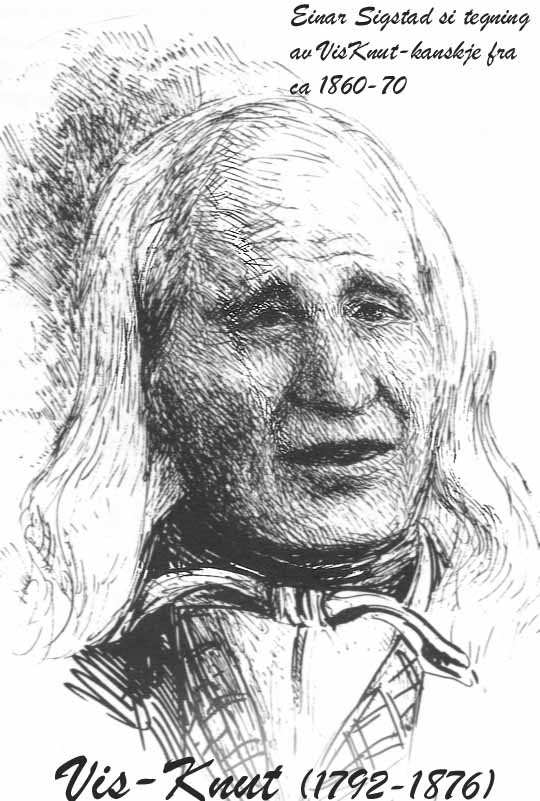 Einar Sigstad si tegning
av VisKnut-kanskje fra
ca 1860-70
Vis-Knut (1792-1876)